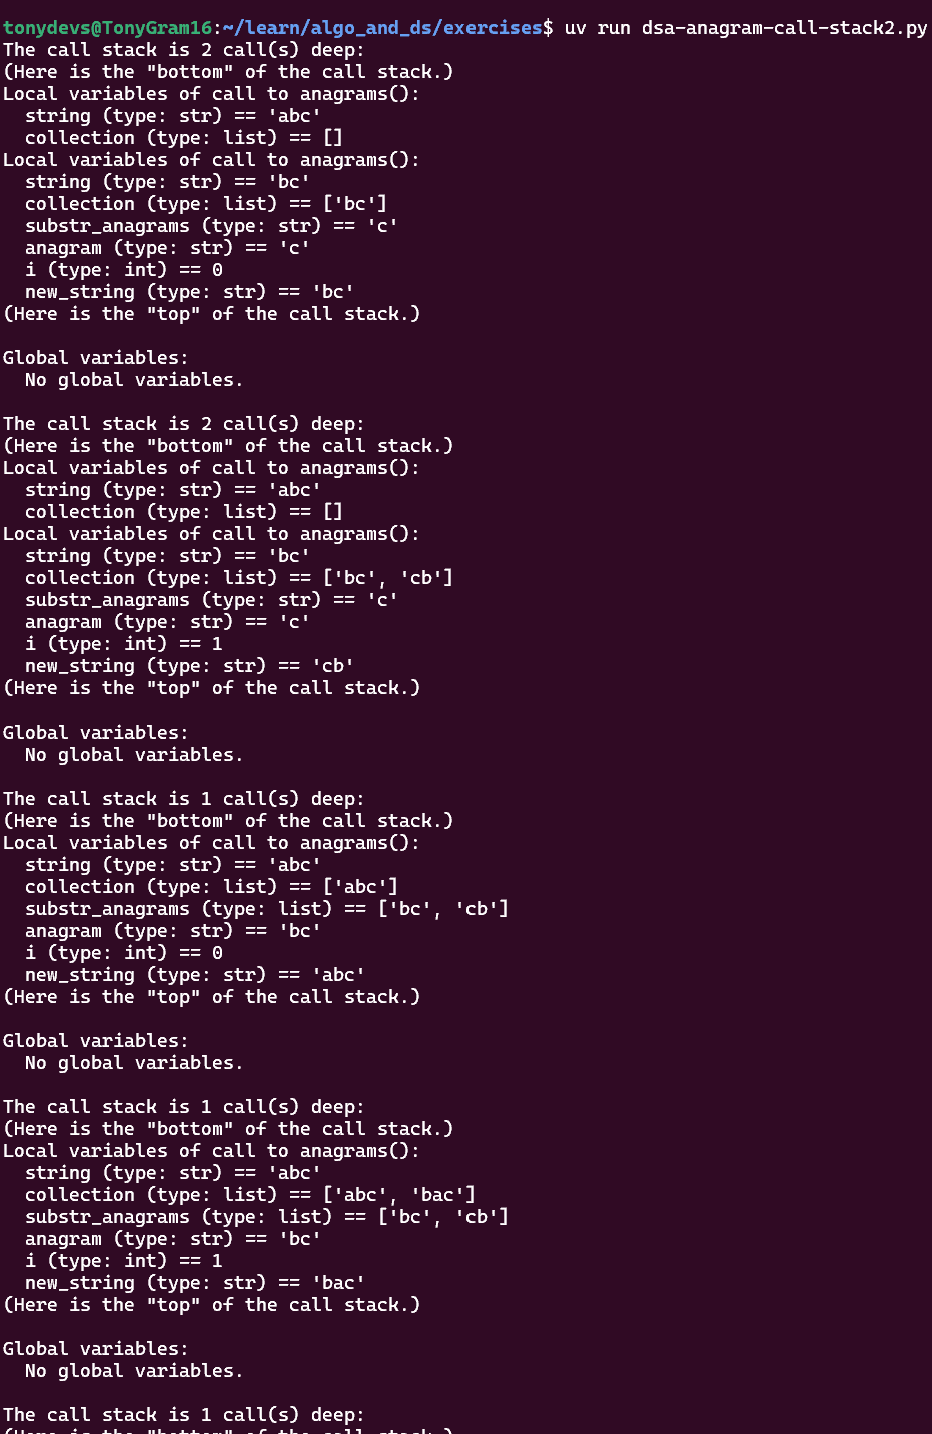 tonydevs@TonyGram16:~/learn/algo_and_ds/exercises$ uv run dsa-anagram-call-stack2.py
The call stack is 2 call(s) deep:
(Here is the "bottom" of the call stack.)
Local variables of call to anagrams():
  string (type: str) == 'abc'
  collection (type: list) == []
Local variables of call to anagrams():
  string (type: str) == 'bc'
  collection (type: list) == ['bc']
  substr_anagrams (type: str) == 'c'
  anagram (type: str) == 'c'
  i (type: int) == 0
  new_string (type: str) == 'bc'
(Here is the "top" of the call stack.)

Global variables:
  No global variables.

The call stack is 2 call(s) deep:
(Here is the "bottom" of the call stack.)
Local variables of call to anagrams():
  string (type: str) == 'abc'
  collection (type: list) == []
Local variables of call to anagrams():
  string (type: str) == 'bc'
  collection (type: list) == ['bc', 'cb']
  substr_anagrams (type: str) == 'c'
  anagram (type: str) == 'c'
  i (type: int) == 1
  new_string (type: str) == 'cb'
(Here is the "top" of the call stack.)

Global variables:
  No global variables.

The call stack is 1 call(s) deep:
(Here is the "bottom" of the call stack.)
Local variables of call to anagrams():
  string (type: str) == 'abc'
  collection (type: list) == ['abc']
  substr_anagrams (type: list) == ['bc', 'cb']
  anagram (type: str) == 'bc'
  i (type: int) == 0
  new_string (type: str) == 'abc'
(Here is the "top" of the call stack.)

Global variables:
  No global variables.

The call stack is 1 call(s) deep:
(Here is the "bottom" of the call stack.)
Local variables of call to anagrams():
  string (type: str) == 'abc'
  collection (type: list) == ['abc', 'bac']
  substr_anagrams (type: list) == ['bc', 'cb']
  anagram (type: str) == 'bc'
  i (type: int) == 1
  new_string (type: str) == 'bac'
(Here is the "top" of the call stack.)

Global variables:
  No global variables.

The call stack is 1 call(s) deep:
(Here is the "bottom" of the call stack.)